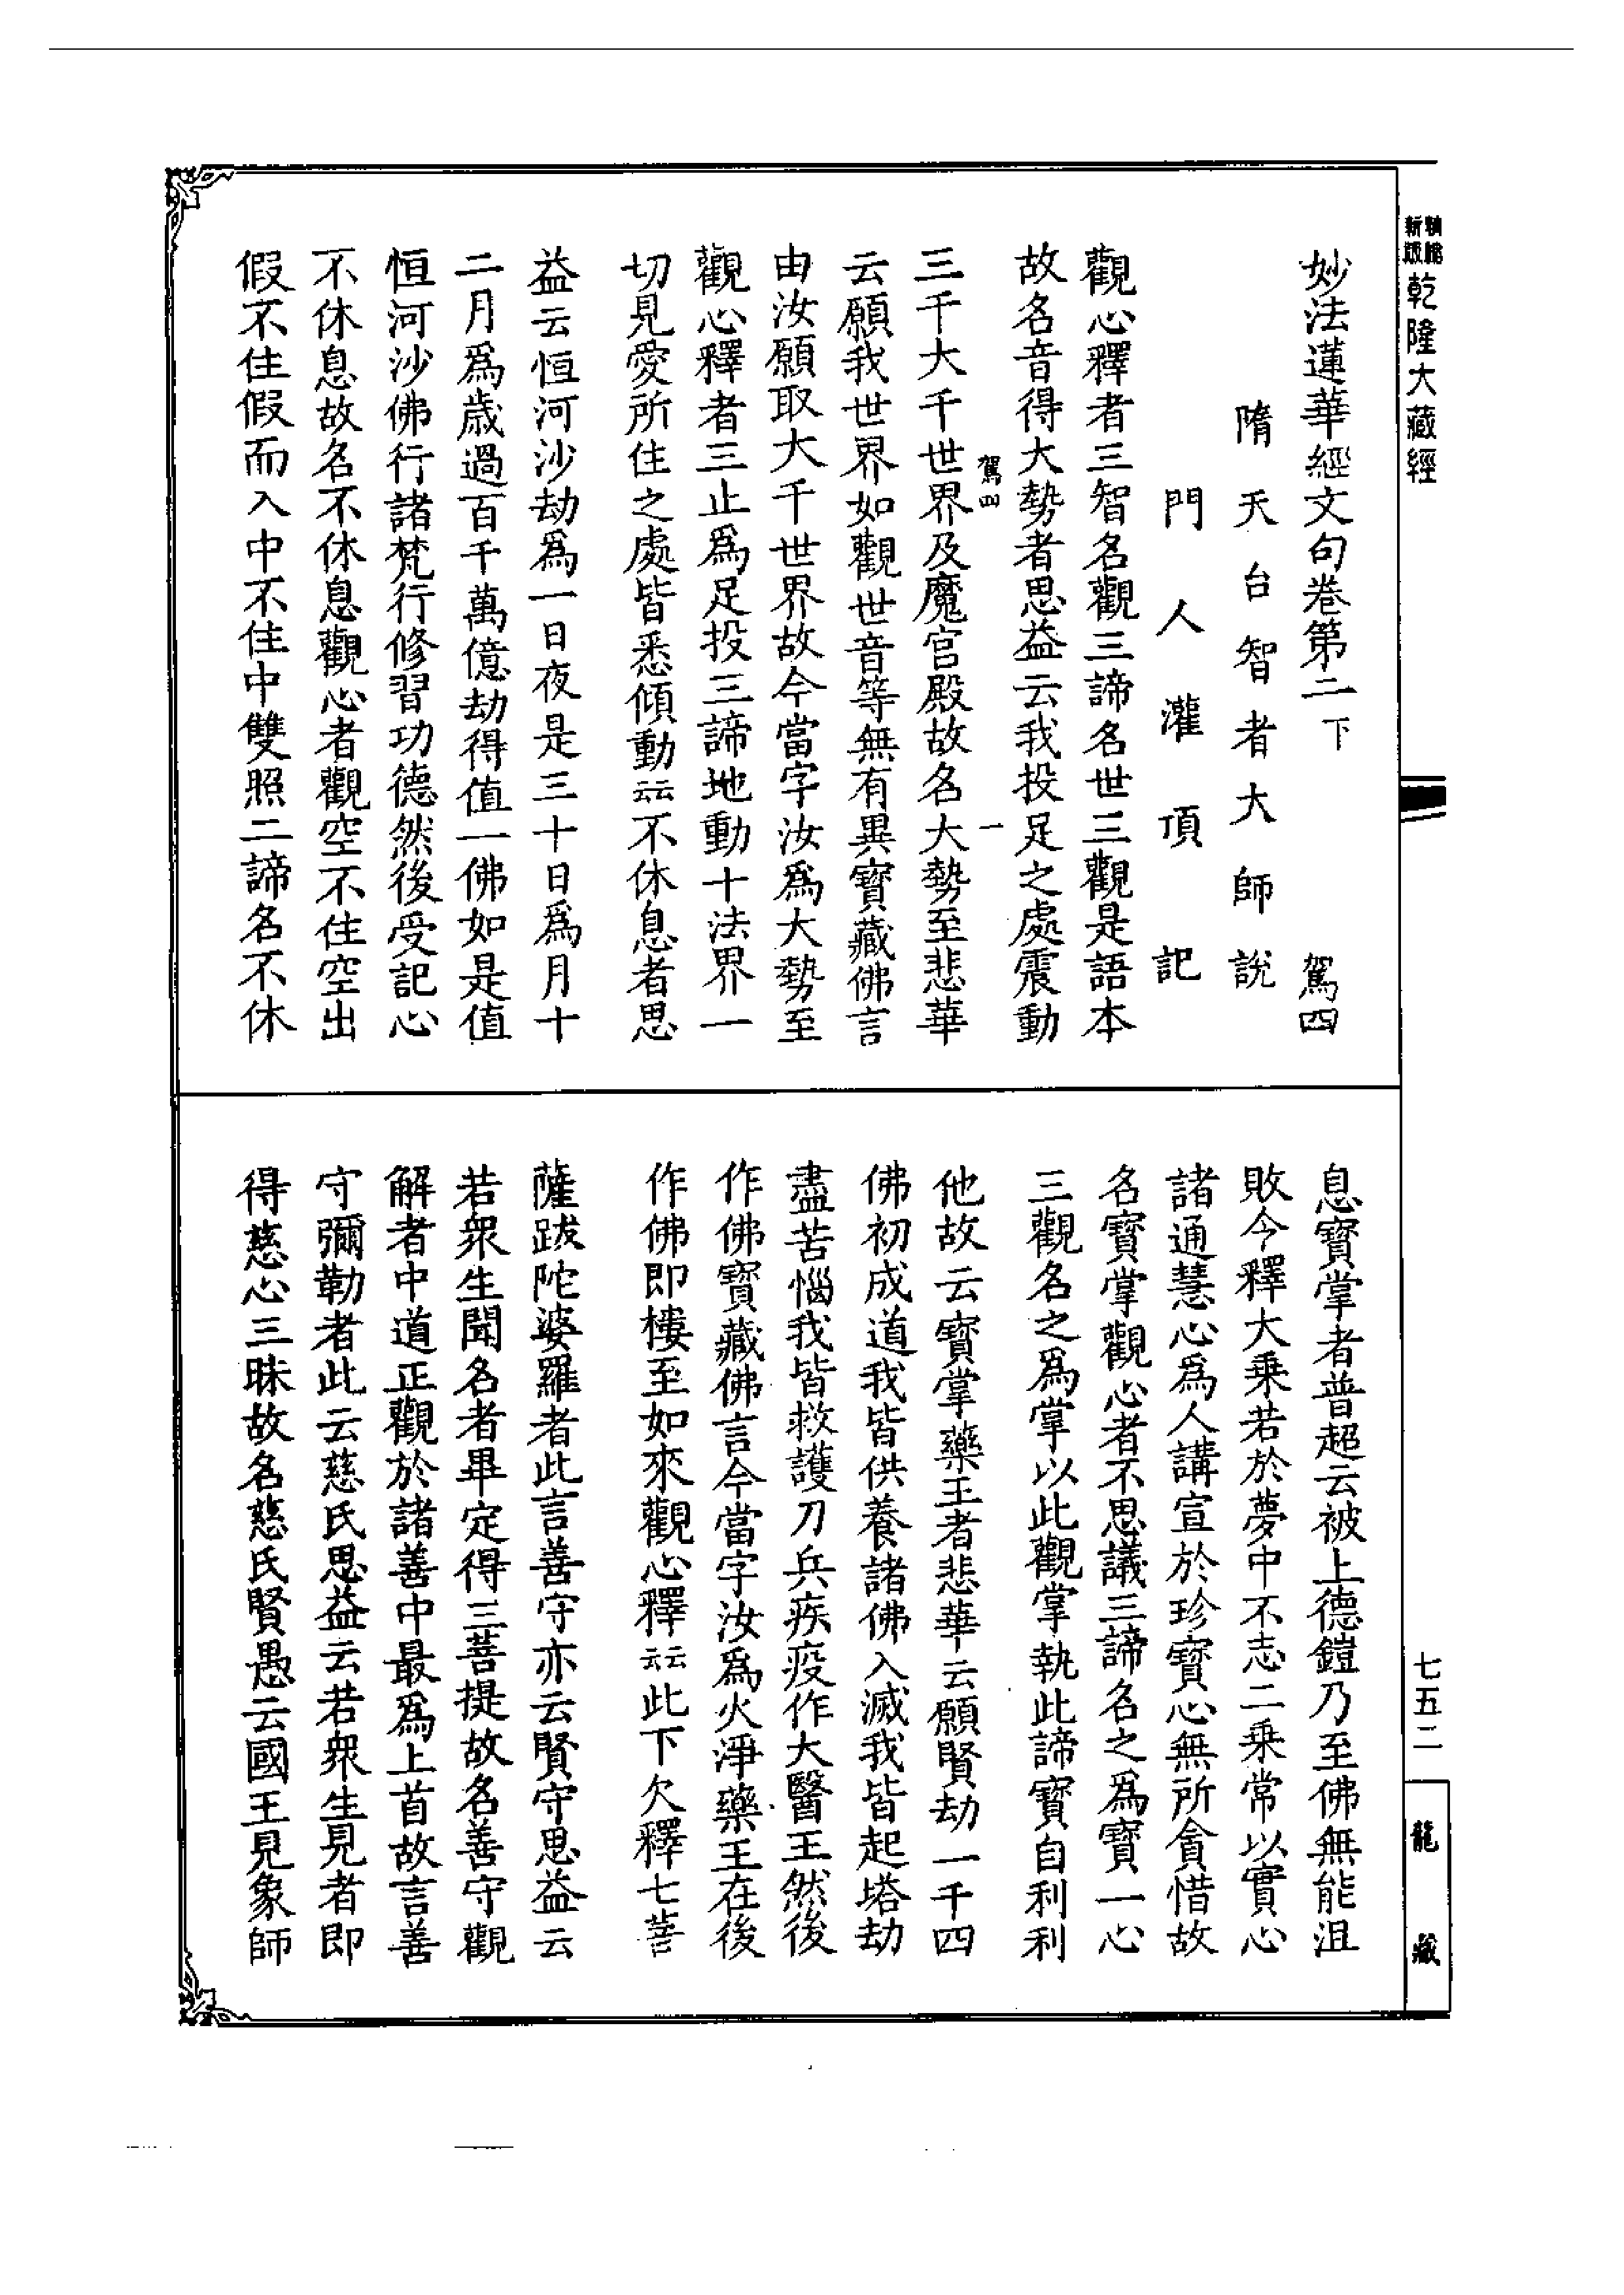 新版
乾隆大藏經
妙法蓮華經文句卷第二下　駕四
隋天台智者大師說
門人灌頂記
觀心釋者三智名觀三諦名世三觀是語本
故名音得大勢者思益云我投足之處震動
駕四　一
三千大千世界及魔宮殿故名大勢至悲華
云願我世界如觀世音等無有異寶藏佛言
由汝願取大千世界故今當字汝爲大勢至
觀心釋者三止爲足投三諦地動十法界一
切見愛所住之處皆悉傾動云云不休息者思
益云恒河沙劫爲一日夜是三十日爲月十
二月爲歲過百千萬億劫得值一佛如是值
恒河沙佛行諸梵行修習功德然後受記心
不休息故名不休息觀心者觀空不住空出
假不住假而入中不住中雙照二諦名不休
息寶掌者普超云被上德鎧乃至佛無能沮
敗今釋大乘若於夢中不志二乘常以實心
諸通慧心爲人講宣於珍寶心無所貪惜故
名寶掌觀心者不思議三諦名之爲寶一心
三觀名之爲掌以此觀掌執此諦寶自利利
他故云寶掌藥王者悲華云願賢劫一千四
佛初成道我皆供養諸佛入滅我皆起塔劫
盡苦惱我皆救護刀兵疾疫作大醫王然後
作佛寶藏佛言今當字汝爲火淨藥王在後
作佛即樓至如來觀心釋云云此下欠釋七菩
薩跋陀婆羅者此言善守亦云賢守思益云
若衆生聞名者畢定得三菩提故名善守觀
解者中道正觀於諸善中最爲上首故言善
守彌勒者此云慈氏思益云若衆生見者即
得慈心三昧故名慈氏賢愚云國王見象師
七五二
龍藏